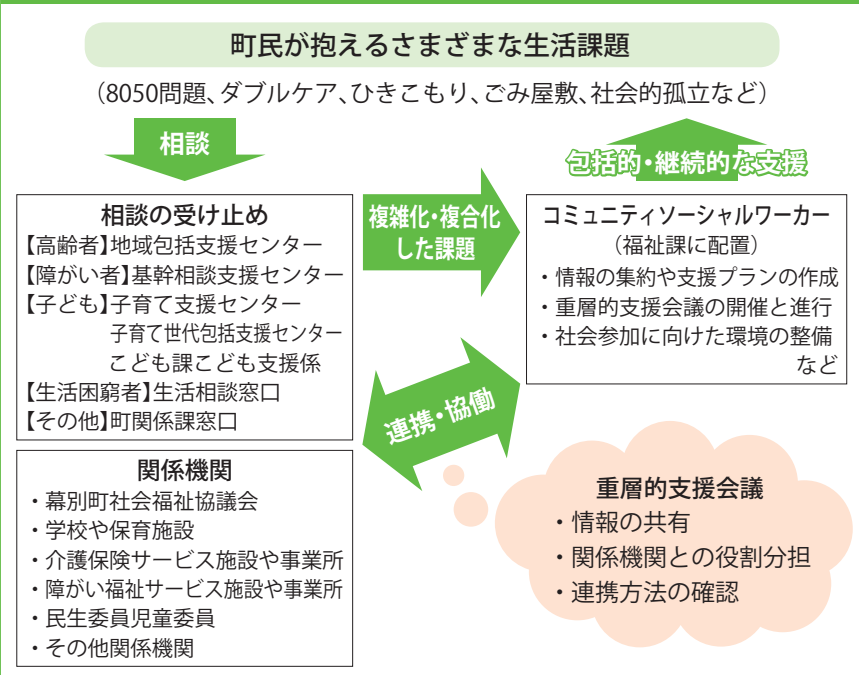 町民が抱えるさまざまな生活課題
（8050問題、ダブルケア、ひきこもり、ごみ屋敷、社会的孤立など）
相談
包括的・継続的な支援
相談の受け止め
【高齢者】地域包括支援センター
【障がい者】基幹相談支援センター
【子ども】子育て支援センター
子育て世代包括支援センター
こども課こども支援係
【生活困窮者】生活相談窓口
【その他】町関係課窓口
複雑化・複合化
した課題
コミュニティソーシャルワーカー
（福祉課に配置）
・情報の集約や支援プランの作成
・重層的支援会議の開催と進行
・社会参加に向けた環境の整備
など
連携・協働
関係機関
・幕別町社会福祉協議会
・学校や保育施設
・介護保険サービス施設や事業所
・障がい福祉サービス施設や事業所
・民生委員児童委員
・その他関係機関
重層的支援会議
・情報の共有
・関係機関との役割分担
・連携方法の確認